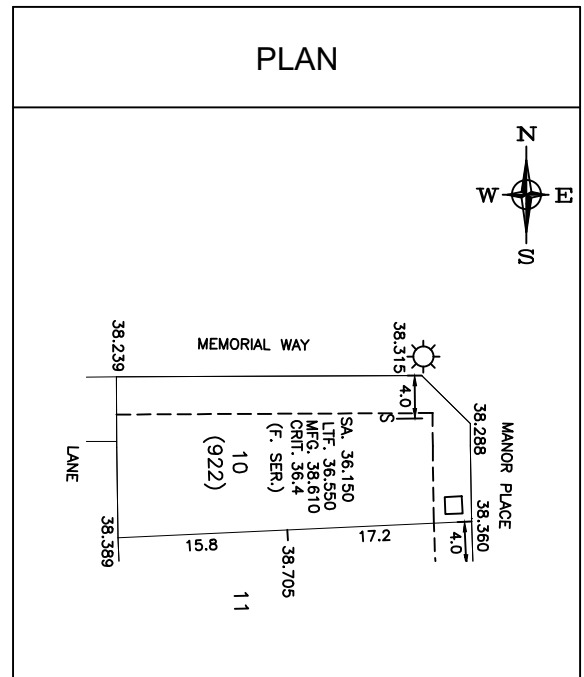 PLAN
N
W
E
S
MEMORIAL WAY
38.239
38.315
4.0
S
38.288
MANOR PLACE
SA. 36.150
LTF. 36.550
MFG. 38.610
CRIT. 36.4
(F. SER.)
10
(922)
LANE
38.389
15.8
38.705
17.2
38.360
4.0
11